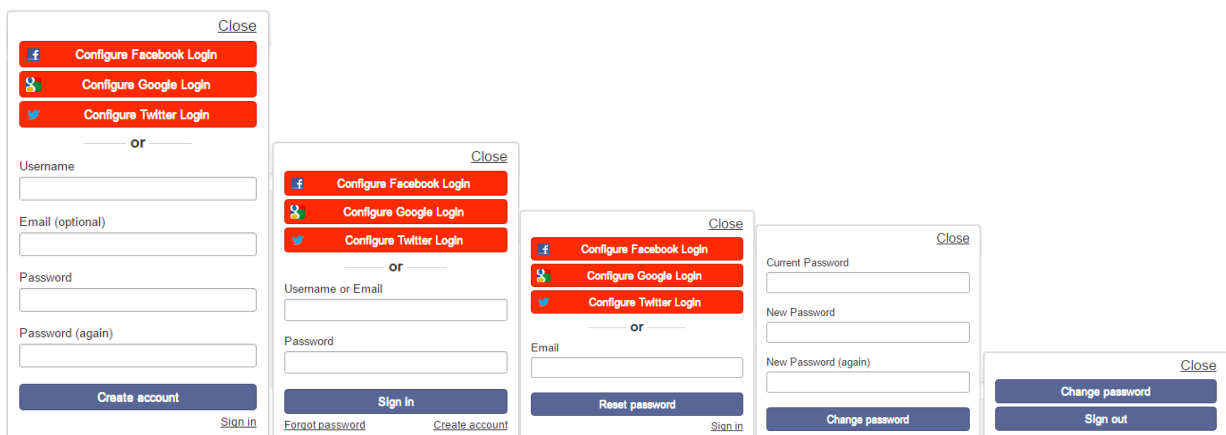 Close
Configure Facebook Login
Configure Google Login
Configure Twitter Login
or
Username
Email (optional)
Password
Password (again)
Create account
Sign in
Close
Configure Facebook Login
Configure Google Login
Configure Twitter Login
or
Username or Email
Password
Sign in
Forgot password Create account
Close
Configure Facebook Login
Configure Google Login
Configure Twitter Login
or
Email
Reset password
Sign in
Close
Current Password
New Password
New Password (again)
Change password
Close
Change password
Sign out